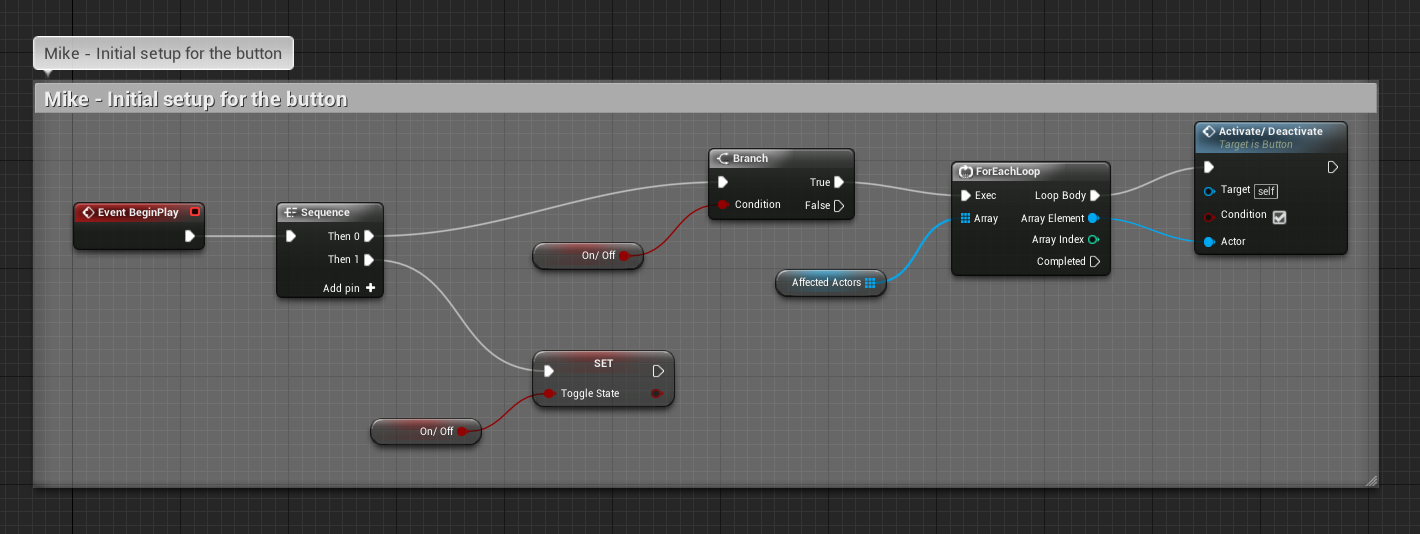 Mike - Initial setup for the button
Mike - Initial setup for the button
Event BeginPlay
Sequence
Then 0
Then 1
Add pin
On/ Off
SET
Toggle State
On/ Off
Branch
True
Condition
False
Affected Actors
ForEachLoop
Exec
Loop Body
Array
Array Element
Array Index
Completed
Activate/ Deactivate
Target is Button
Target self
Condition
Actor